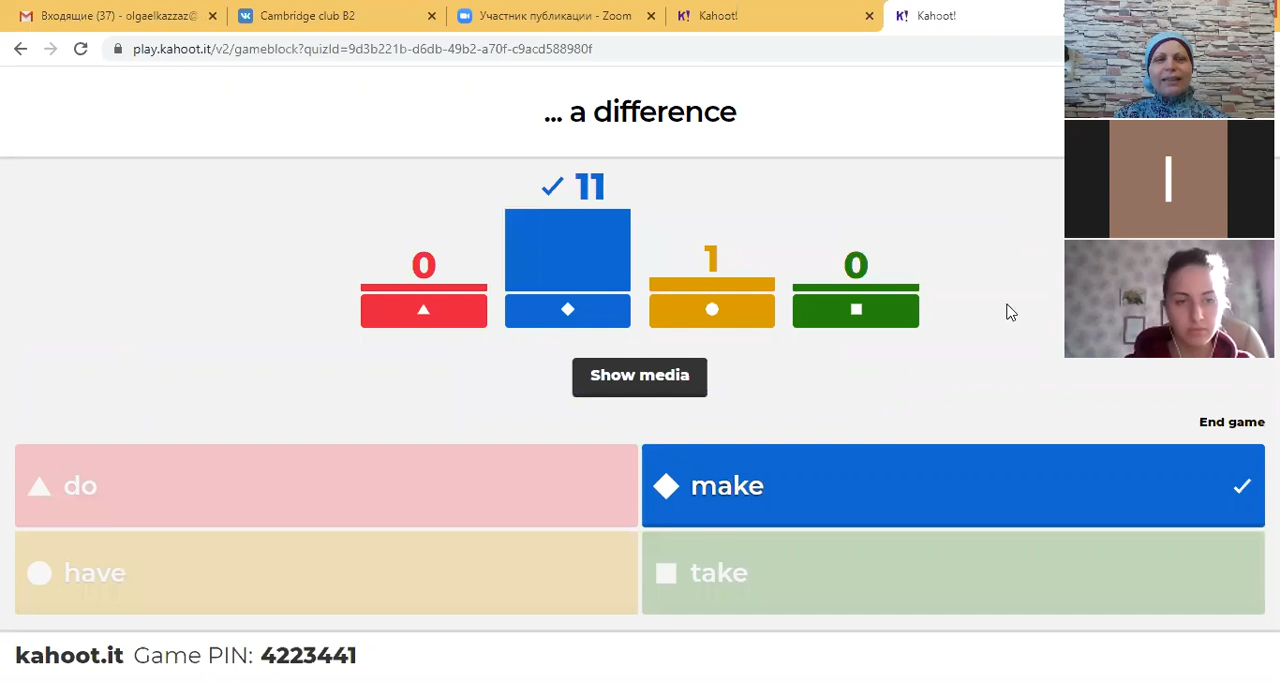 Входящие (37) - olgaelkazzaz@
Cambridge club B2
Участник публикации - Zoom
K! Kahoot!
K! Kahoot!
play.kahoot.it/v2/gameblock?quizId=9d3b221b-d6db-49b2-a70f-c9acd588980f
... a difference
0
11
1
0
I
Show media
End game
do
make
have
take
kahoot.it Game PIN: 4223441